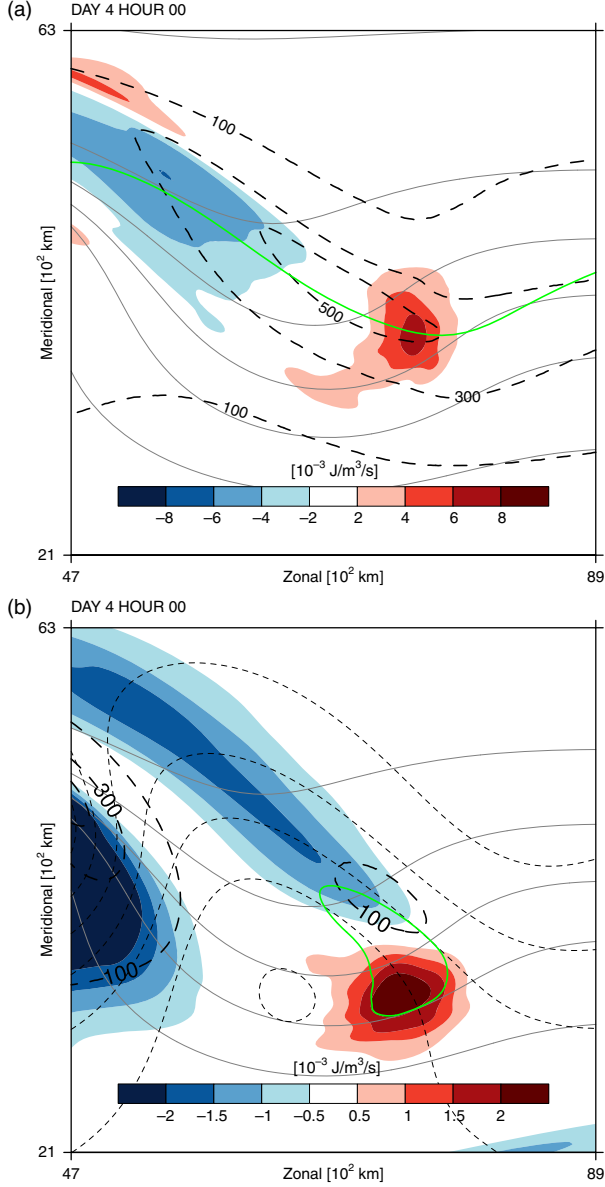 (a)
DAY 4 HOUR 00
63
100
500
300
100
Meridional [10² km]
[10⁻³ J/m³/s]
−8 −6 −4 −2 2 4 6 8
21
47 Zonal [10² km] 89
(b)
DAY 4 HOUR 00
63
300
100
100
Meridional [10² km]
[10⁻³ J/m³/s]
−2 −1.5 −1 −0.5 0.5 1 1.5 2
21
47 Zonal [10² km] 89